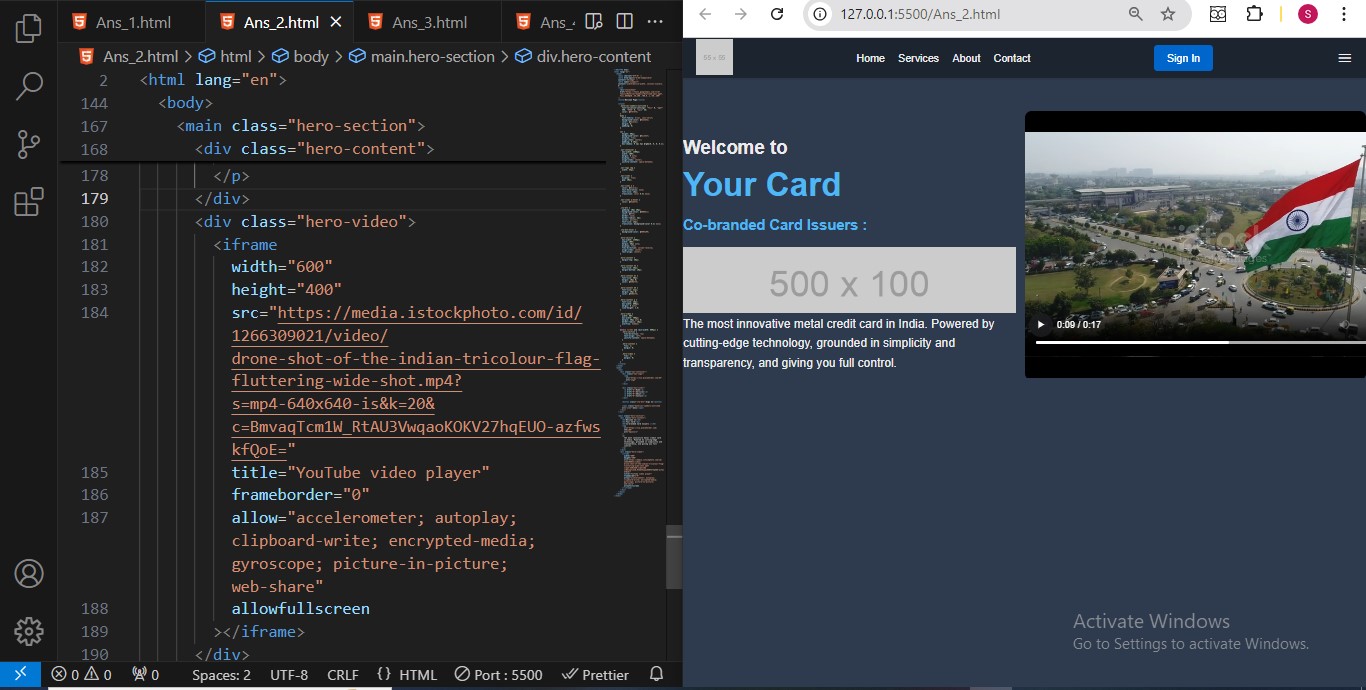 Ans_1.html
Ans_2.html
Ans_3.html
Ans_
Ans_2.html > html > body > main.hero-section > div.hero-content
2 <html lang="en">
144 <body>
167 <main class="hero-section">
168 <div class="hero-content">
178 </p>
179 </div>
180 <div class="hero-video">
181 <iframe
182 width="600"
183 height="400"
184 src="https://media.istockphoto.com/id/
1266309021/video/
drone-shot-of-the-indian-tricolour-flag-
fluttering-wide-shot.mp4?
s=mp4-640x640-is&k=20&
c=BmvaqTcm1W_RtAU3VwqaoKOKV27hqEUO-azfws
kfQoE="
185 title="YouTube video player"
186 frameborder="0"
187 allow="accelerometer; autoplay;
clipboard-write; encrypted-media;
gyroscope; picture-in-picture;
web-share"
188 allowfullscreen
189 ></iframe>
190 </div>
0 0 0 Spaces: 2 UTF-8 CRLF {} HTML Port : 5500 Prettier
127.0.0.1:5500/Ans_2.html
S
Home Services About Contact
Sign In
Welcome to
Your Card
Co-branded Card Issuers :
500 x 100
The most innovative metal credit card in India. Powered by
cutting-edge technology, grounded in simplicity and
transparency, and giving you full control.
0:09 / 0:17
Activate Windows
Go to Settings to activate Windows.